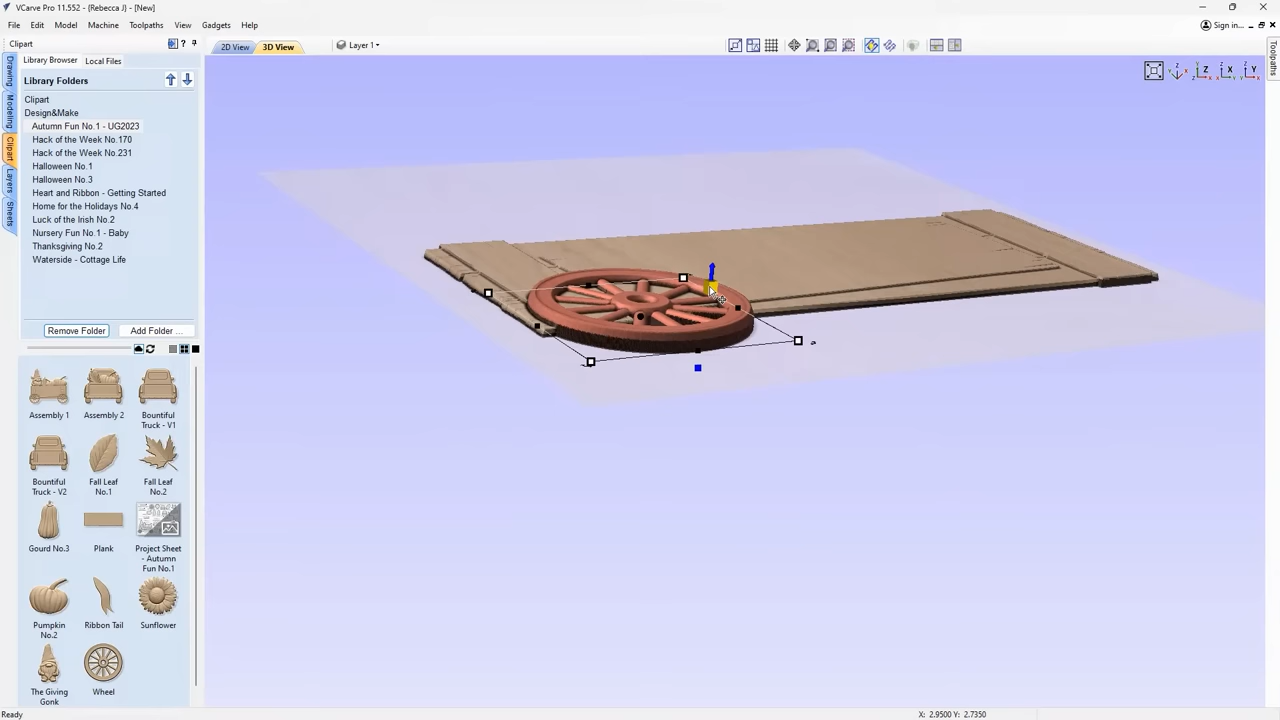 VCarve Pro 11.552 - {Rebecca J} - [New]
File Edit Model Machine Toolpaths View Gadgets Help
Sign in...
Clipart
?
2D View 3D View Layer 1
Toolpaths
Library Browser Local Files
Drawing
Modeling
Clipart
Layers
Sheets
Library Folders
Clipart
Design&Make
Autumn Fun No.1 - UG2023
Hack of the Week No.170
Hack of the Week No.231
Halloween No.1
Halloween No.3
Heart and Ribbon - Getting Started
Home for the Holidays No.4
Luck of the Irish No.2
Nursery Fun No.1 - Baby
Thanksgiving No.2
Waterside - Cottage Life
Remove Folder Add Folder ...
Assembly 1 Assembly 2 Bountiful Truck - V1
Bountiful Truck - V2 Fall Leaf No.1 Fall Leaf No.2
Gourd No.3 Plank Project Sheet - Autumn Fun No.1
Pumpkin No.2 Ribbon Tail Sunflower
The Giving Gonk Wheel
Z X Y
Ready
X: 2.9500 Y: 2.7350